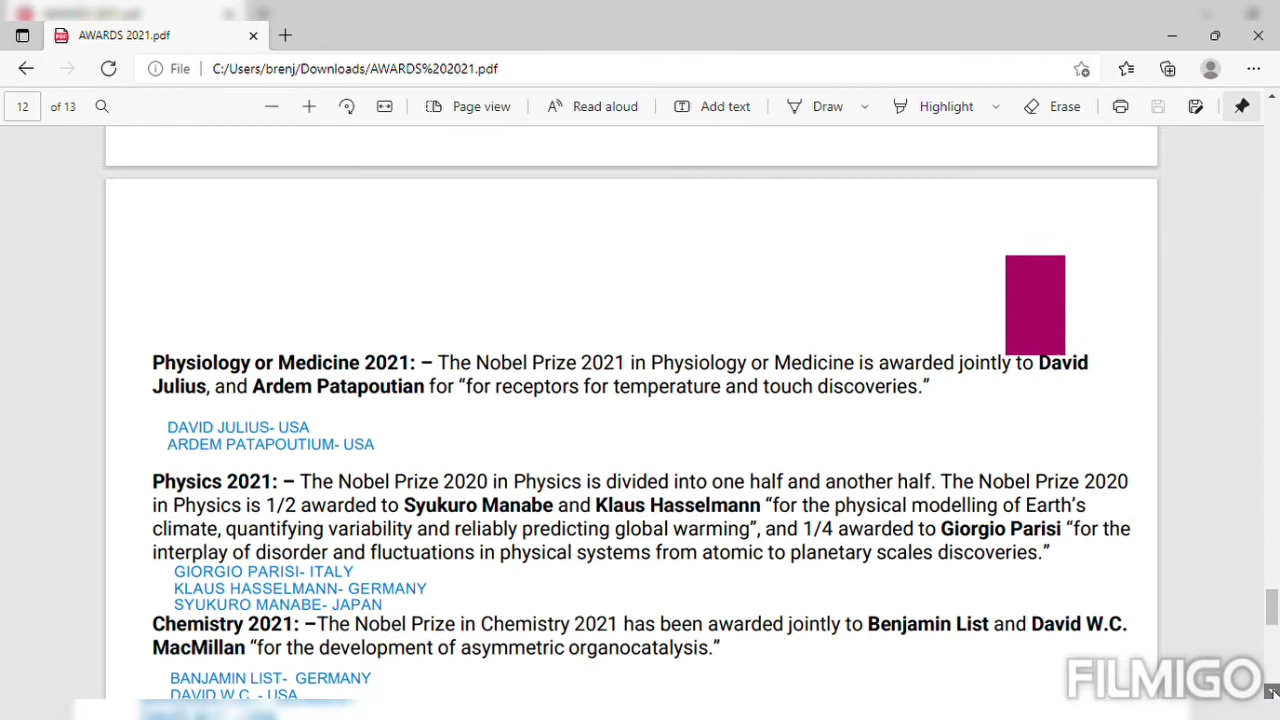 AWARDS 2021.pdf
File
C:/Users/brenj/Downloads/AWARDS%202021.pdf
12 of 13
Page view
Read aloud
Add text
Draw
Highlight
Erase
Physiology or Medicine 2021: – The Nobel Prize 2021 in Physiology or Medicine is awarded jointly to David
Julius, and Ardem Patapoutian for “for receptors for temperature and touch discoveries.”
DAVID JULIUS- USA
ARDEM PATAPOUTIUM- USA
Physics 2021: – The Nobel Prize 2020 in Physics is divided into one half and another half. The Nobel Prize 2020
in Physics is 1/2 awarded to Syukuro Manabe and Klaus Hasselmann “for the physical modelling of Earth’s
climate, quantifying variability and reliably predicting global warming”, and 1/4 awarded to Giorgio Parisi “for the
interplay of disorder and fluctuations in physical systems from atomic to planetary scales discoveries.”
GIORGIO PARISI- ITALY
KLAUS HASSELMANN- GERMANY
SYUKURO MANABE- JAPAN
Chemistry 2021: –The Nobel Prize in Chemistry 2021 has been awarded jointly to Benjamin List and David W.C.
MacMillan “for the development of asymmetric organocatalysis.”
BANJAMIN LIST- GERMANY
DAVID W.C. - USA
FILMIGO